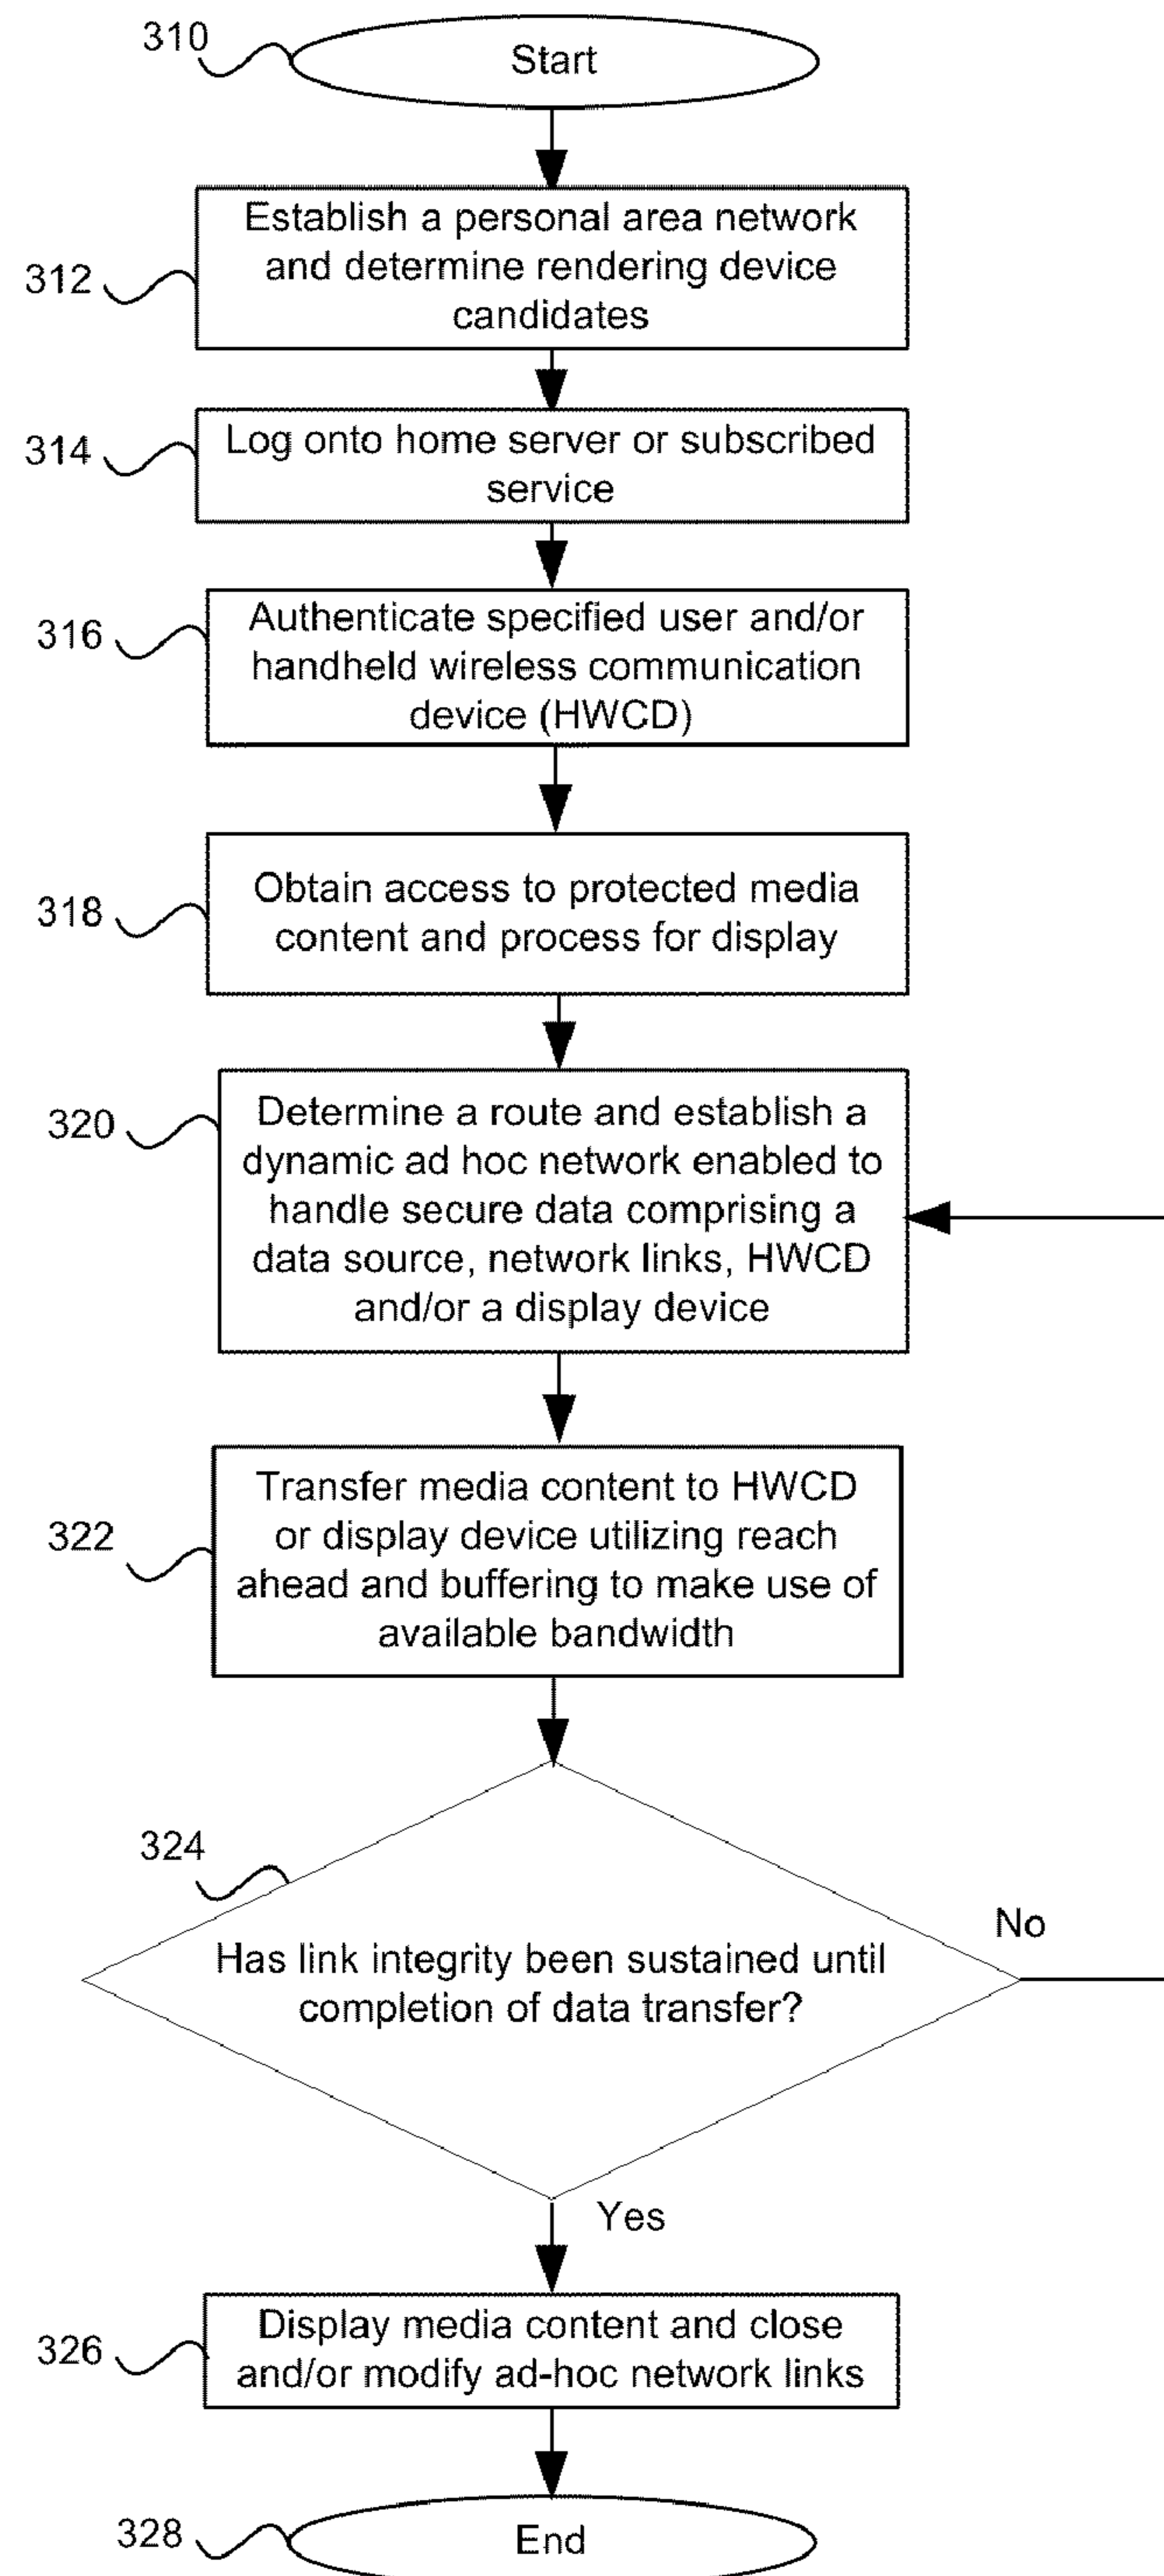 310
Start
312
Establish a personal area network
and determine rendering device
candidates
314
Log onto home server or subscribed
service
316
Authenticate specified user and/or
handheld wireless communication
device (HWCD)
318
Obtain access to protected media
content and process for display
320
Determine a route and establish a
dynamic ad hoc network enabled to
handle secure data comprising a
data source, network links, HWCD
and/or a display device
322
Transfer media content to HWCD
or display device utilizing reach
ahead and buffering to make use of
available bandwidth
324
Has link integrity been sustained until
completion of data transfer?
No
Yes
326
Display media content and close
and/or modify ad-hoc network links
328
End